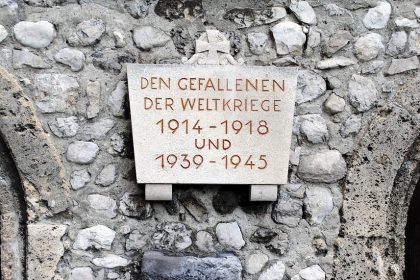 DEN GEFALLENEN
DER WELTKRIEGE
1914-1918
UND
1939-1945